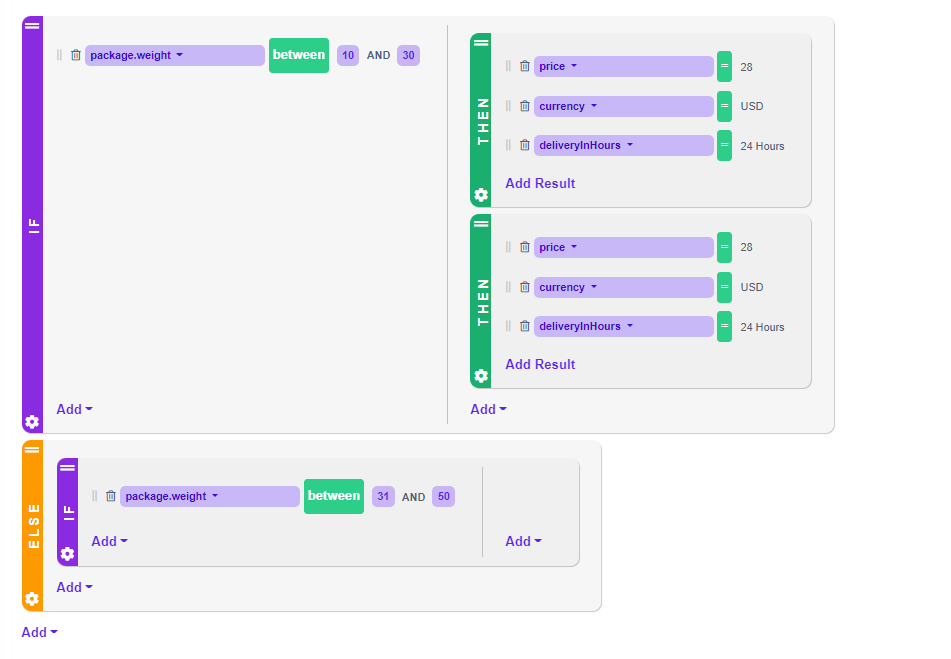 IF
package.weight between 10 AND 30
Add
THEN
price = 28
currency = USD
deliveryInHours = 24 Hours
Add Result
THEN
price = 28
currency = USD
deliveryInHours = 24 Hours
Add Result
Add
ELSE
IF
package.weight between 31 AND 50
Add
Add
Add
Add